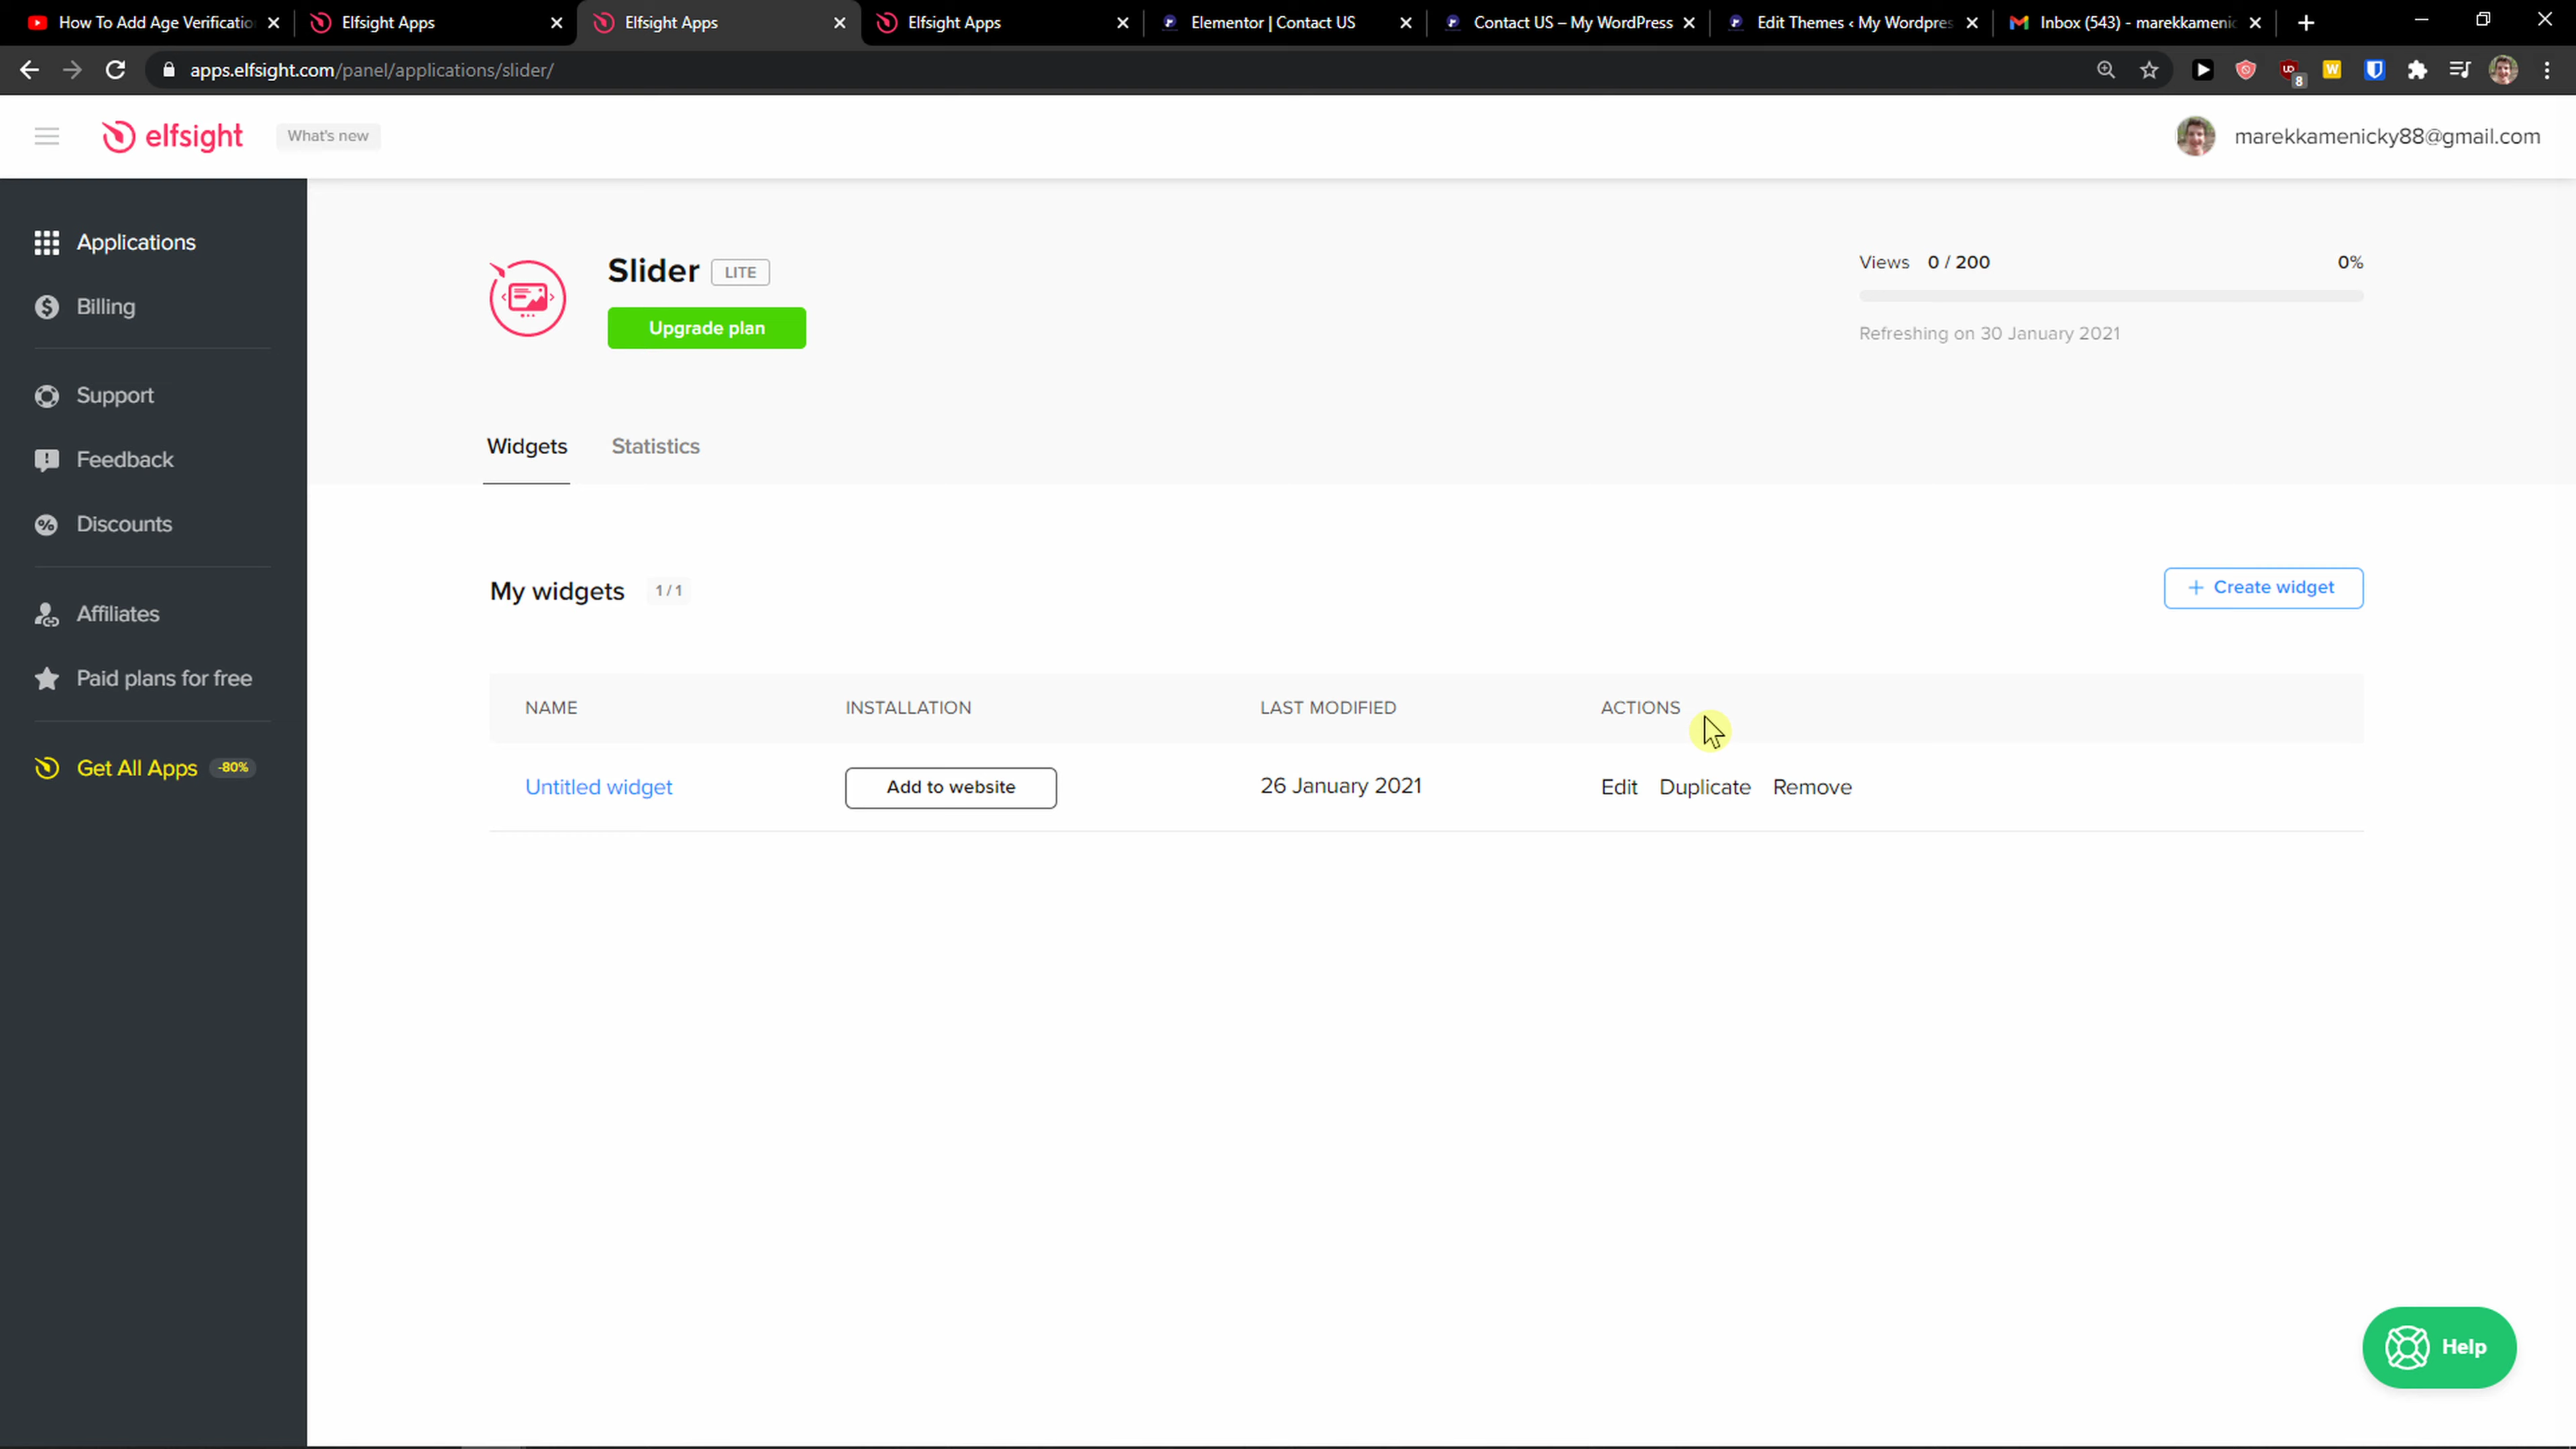 How To Add Age Verificatio
Elfsight Apps
Elfsight Apps
Elfsight Apps
Elementor | Contact US
Contact US – My WordPress
Edit Themes ‹ My Wordpres
Inbox (543) - marekkamenic
apps.elfsight.com/panel/applications/slider/
UD
8
W
elfsight
What's new
marekkamenicky88@gmail.com
Applications
Billing
Support
Feedback
Discounts
Affiliates
Paid plans for free
Get All Apps -80%
Slider LITE
Upgrade plan
Views 0 / 200 0%
Refreshing on 30 January 2021
Widgets Statistics
My widgets 1 / 1
+ Create widget
NAME INSTALLATION LAST MODIFIED ACTIONS
Untitled widget Add to website 26 January 2021 Edit Duplicate Remove
Help